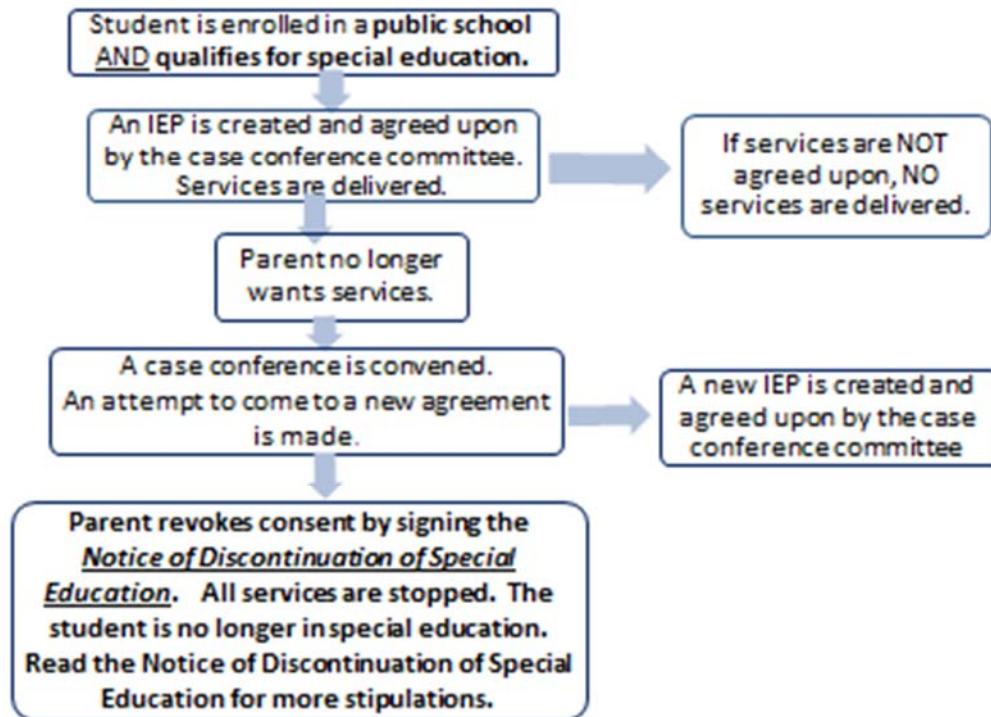 Student is enrolled in a public school
AND qualifies for special education.
An IEP is created and agreed upon
by the case conference committee.
Services are delivered.
If services are NOT
agreed upon, NO
services are delivered.
Parent no longer
wants services.
A case conference is convened.
An attempt to come to a new agreement
is made.
A new IEP is created and
agreed upon by the case
conference committee
Parent revokes consent by signing the
Notice of Discontinuation of Special
Education. All services are stopped. The
student is no longer in special education.
Read the Notice of Discontinuation of Special
Education for more stipulations.